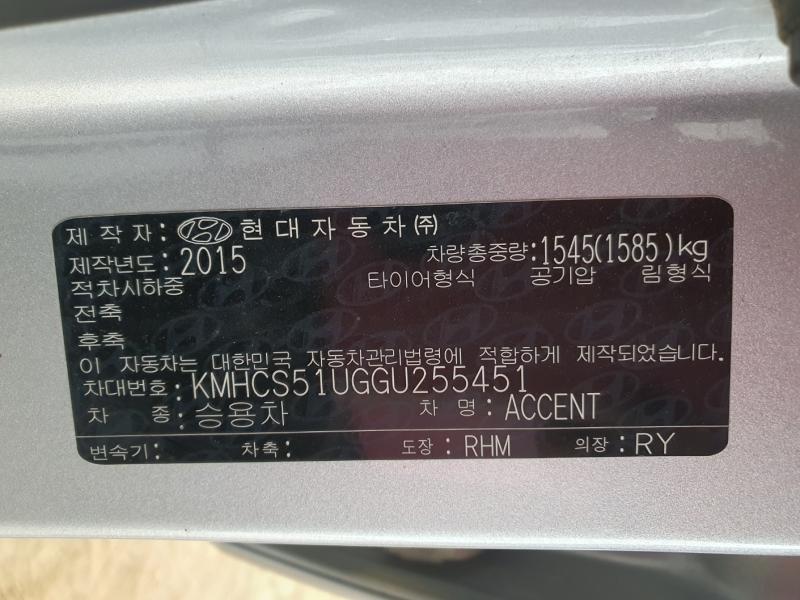 제 작 자: 현대자동차㈜
제작년도: 2015 차량총중량:1545(1585)kg
적차시하중 타이어형식 공기압 림형식
전축
후축
이 자동차는 대한민국 자동차관리법령에 적합하게 제작되었음.
차대번호: KMHCS51UGGU255451
차 종: 승용차 차 명: ACCENT
변속기: 차축: 도장: RHM 의장: RY